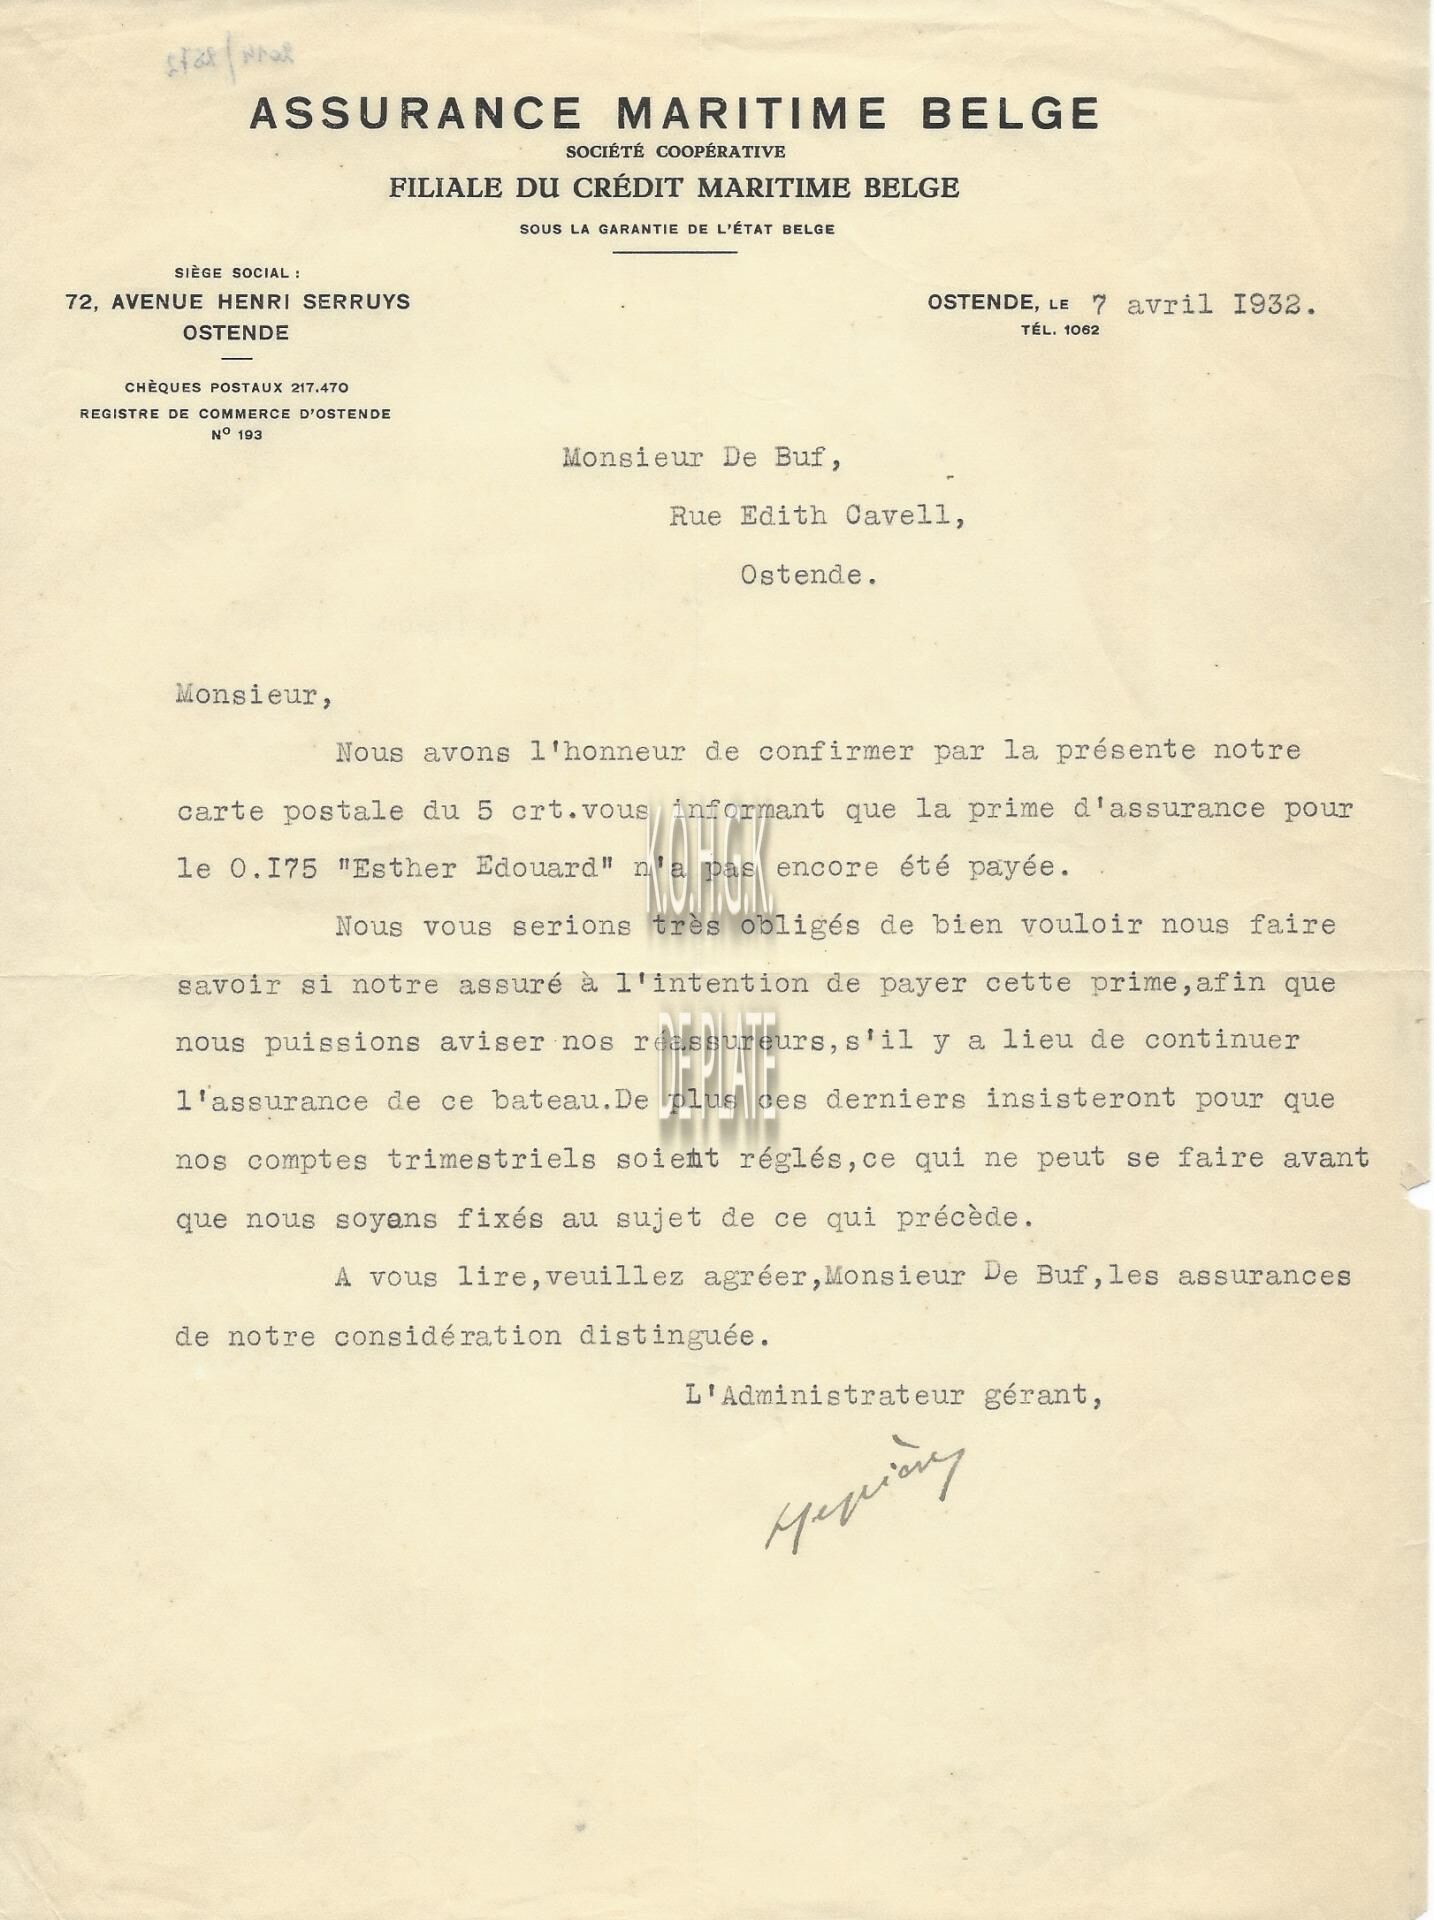 2014/2672
ASSURANCE MARITIME BELGE
SOCIÉTÉ COOPÉRATIVE
FILIALE DU CRÉDIT MARITIME BELGE
SOUS LA GARANTIE DE L'ÉTAT BELGE
SIÈGE SOCIAL :
72, AVENUE HENRI SERRUYS
OSTENDE
CHÈQUES POSTAUX 217.470
REGISTRE DE COMMERCE D'OSTENDE
Nº 193
OSTENDE, LE 7 avril I932.
TÉL. 1062
Monsieur De Buf,
Rue Edith Cavell,
Ostende.
Monsieur,
Nous avons l'honneur de confirmer par la présente notre
carte postale du 5 crt.vous informant que la prime d'assurance pour
le O.I75 "Esther Edouard" n'a pas encore été payée.
Nous vous serions très obligés de bien vouloir nous faire
savoir si notre assuré à l'intention de payer cette prime,afin que
nous puissions aviser nos réassureurs,s'il y a lieu de continuer
l'assurance de ce bateau.De plus ces derniers insisteront pour que
nos comptes trimestriels soient réglés,ce qui ne peut se faire avant
que nous soyons fixés au sujet de ce qui précède.
A vous lire,veuillez agréer,Monsieur De Buf,les assurances
de notre considération distinguée.
L'Administrateur gérant,
K.O.H.G.K.
DE PLATE